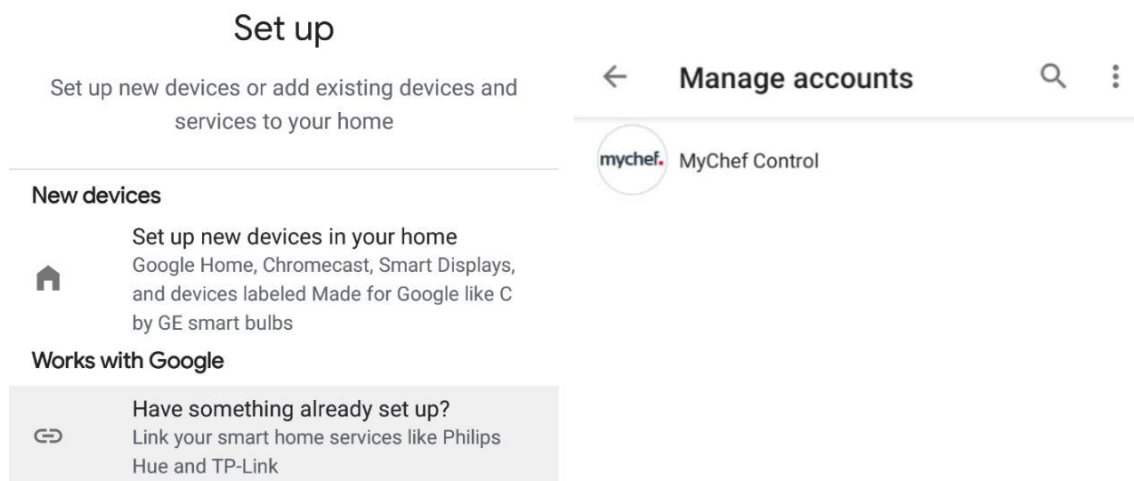 Set up
Set up new devices or add existing devices and
services to your home
New devices
Set up new devices in your home
Google Home, Chromecast, Smart Displays,
and devices labeled Made for Google like C
by GE smart bulbs
Works with Google
Have something already set up?
Link your smart home services like Philips
Hue and TP-Link
Manage accounts
mychef.
MyChef Control